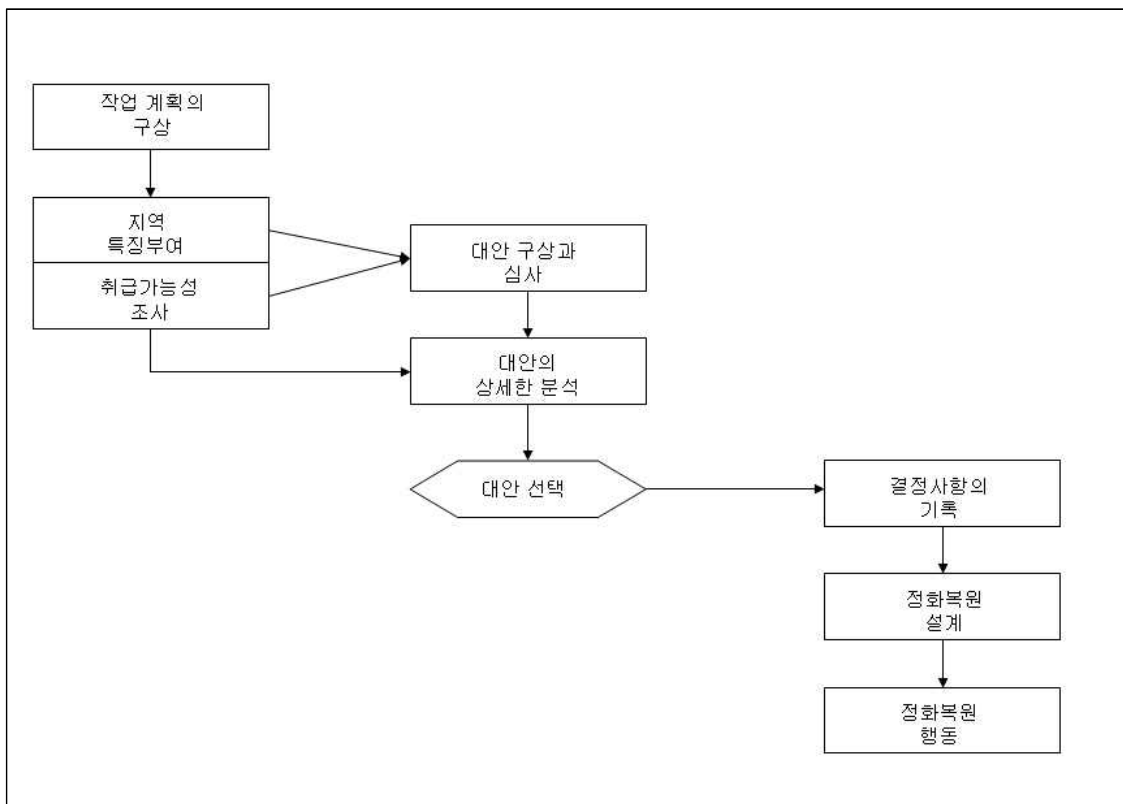 작업 계획의
구상
지역
특징부여
취급가능성
조사
대안 구상과
심사
대안의
상세한 분석
대안 선택
결정사항의
기록
정화복원
설계
정화복원
행동